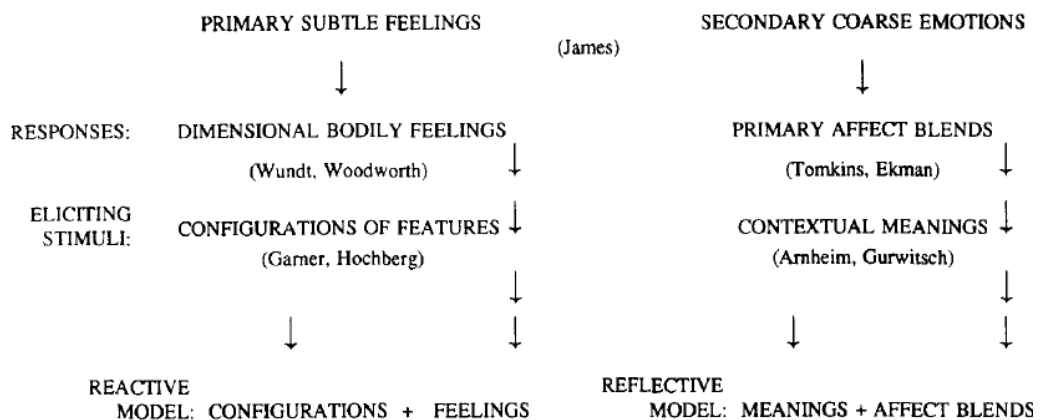 PRIMARY SUBTLE FEELINGS SECONDARY COARSE EMOTIONS
(James)
RESPONSES: DIMENSIONAL BODILY FEELINGS PRIMARY AFFECT BLENDS
(Wundt, Woodworth) (Tomkins, Ekman)
ELICITING
STIMULI: CONFIGURATIONS OF FEATURES CONTEXTUAL MEANINGS
(Garner, Hochberg) (Arnheim, Gurwitsch)
REACTIVE REFLECTIVE
MODEL: CONFIGURATIONS + FEELINGS MODEL: MEANINGS + AFFECT BLENDS